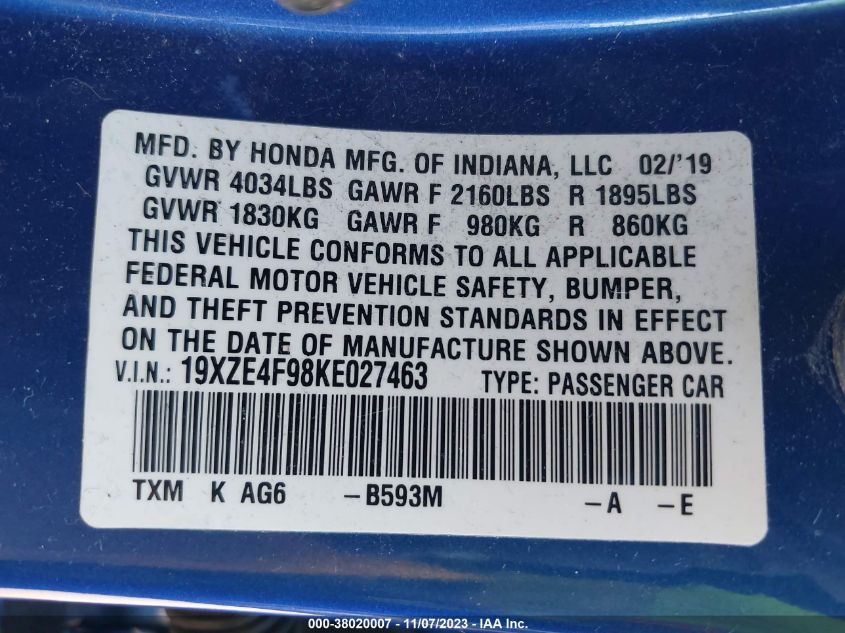 MFD. BY HONDA MFG. OF INDIANA, LLC 02/'19
GVWR 4034LBS GAWR F 2160LBS R 1895LBS
GVWR 1830KG GAWR F 980KG R 860KG
THIS VEHICLE CONFORMS TO ALL APPLICABLE
FEDERAL MOTOR VEHICLE SAFETY, BUMPER,
AND THEFT PREVENTION STANDARDS IN EFFECT
ON THE DATE OF MANUFACTURE SHOWN ABOVE.
V.I.N.: 19XZE4F98KE027463 TYPE: PASSENGER CAR
TXM K AG6 -B593M -A -E
000-38020007 - 11/07/2023 - IAA Inc.